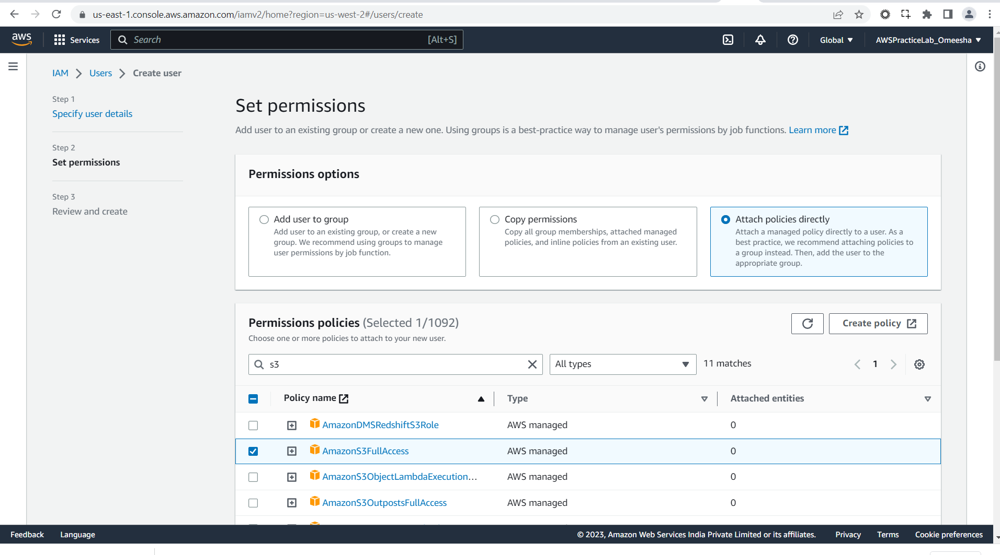 us-east-1.console.aws.amazon.com/iamv2/home?region=us-west-2#/users/create
aws
Services
Search
[Alt+S]
Global
AWSPracticeLab_Omeesha
IAM
Users
Create user
Step 1
Specify user details
Step 2
Set permissions
Step 3
Review and create
Set permissions
Add user to an existing group or create a new one. Using groups is a best-practice way to manage user's permissions by job functions. Learn more
Permissions options
Add user to group
Add user to an existing group, or create a new
group. We recommend using groups to manage
user permissions by job function.
Copy permissions
Copy all group memberships, attached managed
policies, and inline policies from an existing user.
Attach policies directly
Attach a managed policy directly to a user. As a
best practice, we recommend attaching policies to
a group instead. Then, add the user to the
appropriate group.
Permissions policies (Selected 1/1092)
Choose one or more policies to attach to your new user.
Create policy
s3
All types
11 matches
1
Policy name
Type
Attached entities
AmazonDMSRedshiftS3Role AWS managed 0
AmazonS3FullAccess AWS managed 0
AmazonS3ObjectLambdaExecution... AWS managed 0
AmazonS3OutpostsFullAccess AWS managed 0
Feedback
Language
© 2023, Amazon Web Services India Private Limited or its affiliates.
Privacy
Terms
Cookie preferences